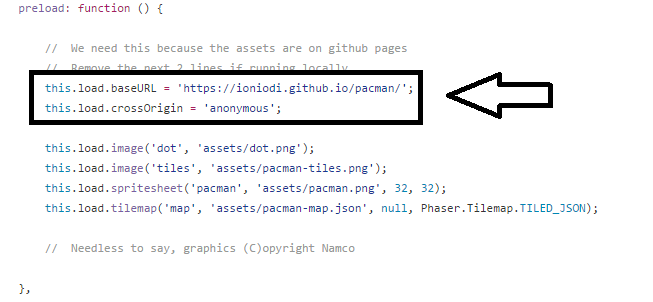 preload: function () {
//  We need this because the assets are on github pages
//  Remove the next 2 lines if running locally
this.load.baseURL = 'https://ioniodi.github.io/pacman/';
this.load.crossOrigin = 'anonymous';
this.load.image('dot', 'assets/dot.png');
this.load.image('tiles', 'assets/pacman-tiles.png');
this.load.spritesheet('pacman', 'assets/pacman.png', 32, 32);
this.load.tilemap('map', 'assets/pacman-map.json', null, Phaser.Tilemap.TILED_JSON);
//  Needless to say, graphics (C)opyright Namco
},